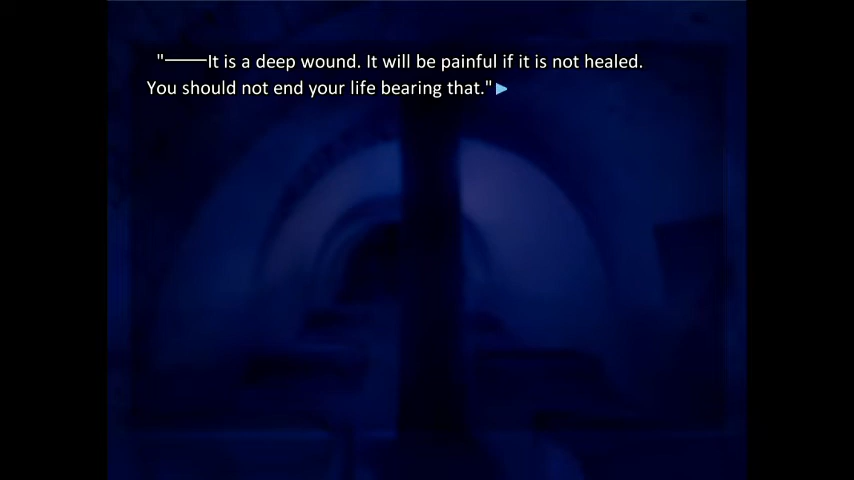 "───It is a deep wound. It will be painful if it is not healed.
You should not end your life bearing that."